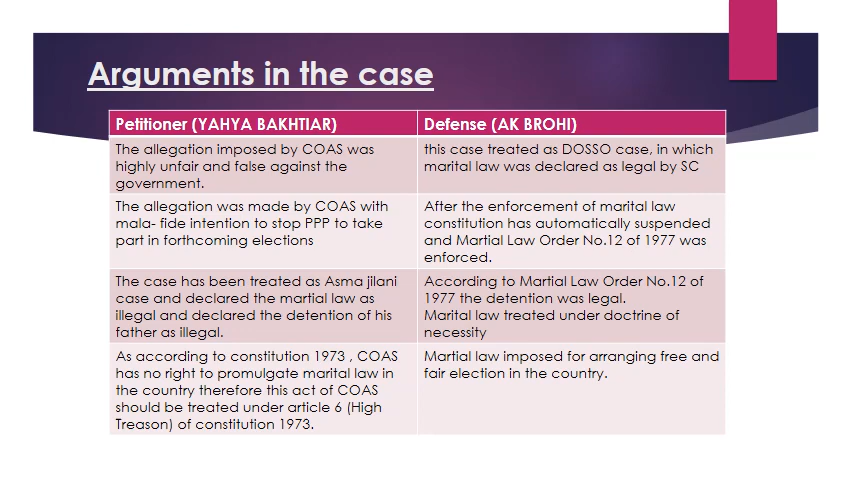 Arguments in the case
Petitioner (YAHYA BAKHTIAR)
Defense (AK BROHI)
The allegation imposed by COAS was
highly unfair and false against the
government.
this case treated as DOSSO case, in which
marital law was declared as legal by SC
The allegation was made by COAS with
mala- fide intention to stop PPP to take
part in forthcoming elections
After the enforcement of marital law
constitution has automatically suspended
and Martial Law Order No.12 of 1977 was
enforced.
The case has been treated as Asma jilani
case and declared the martial law as
illegal and declared the detention of his
father as illegal.
According to Martial Law Order No.12 of
1977 the detention was legal.
Marital law treated under doctrine of
necessity
As according to constitution 1973 , COAS
has no right to promulgate marital law in
the country therefore this act of COAS
should be treated under article 6 (High
Treason) of constitution 1973.
Martial law imposed for arranging free and
fair election in the country.